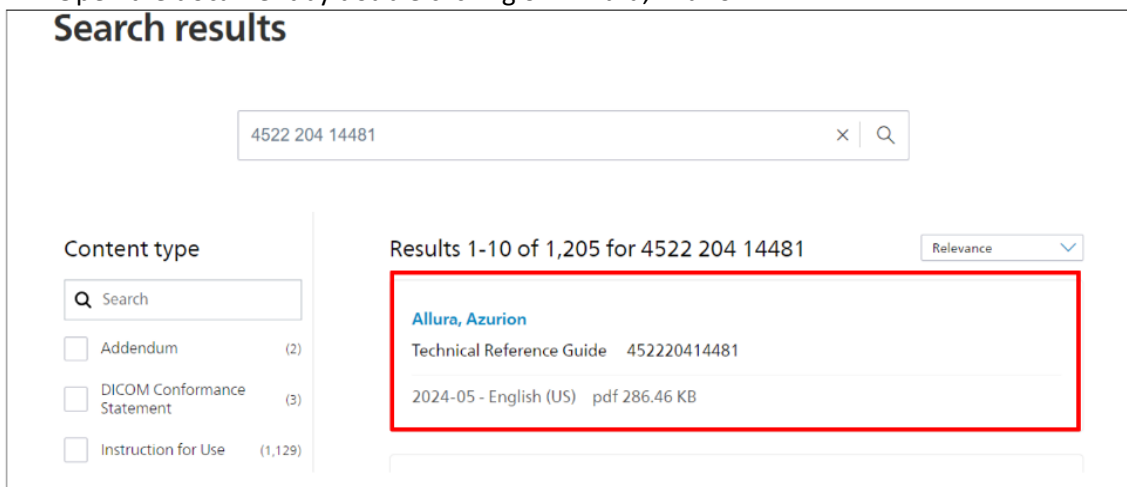 Search results
4522 204 14481
Content type
Search
Addendum (2)
DICOM Conformance
Statement (3)
Instruction for Use (1,129)
Results 1-10 of 1,205 for 4522 204 14481
Relevance
Allura, Azurion
Technical Reference Guide 452220414481
2024-05 - English (US) pdf 286.46 KB